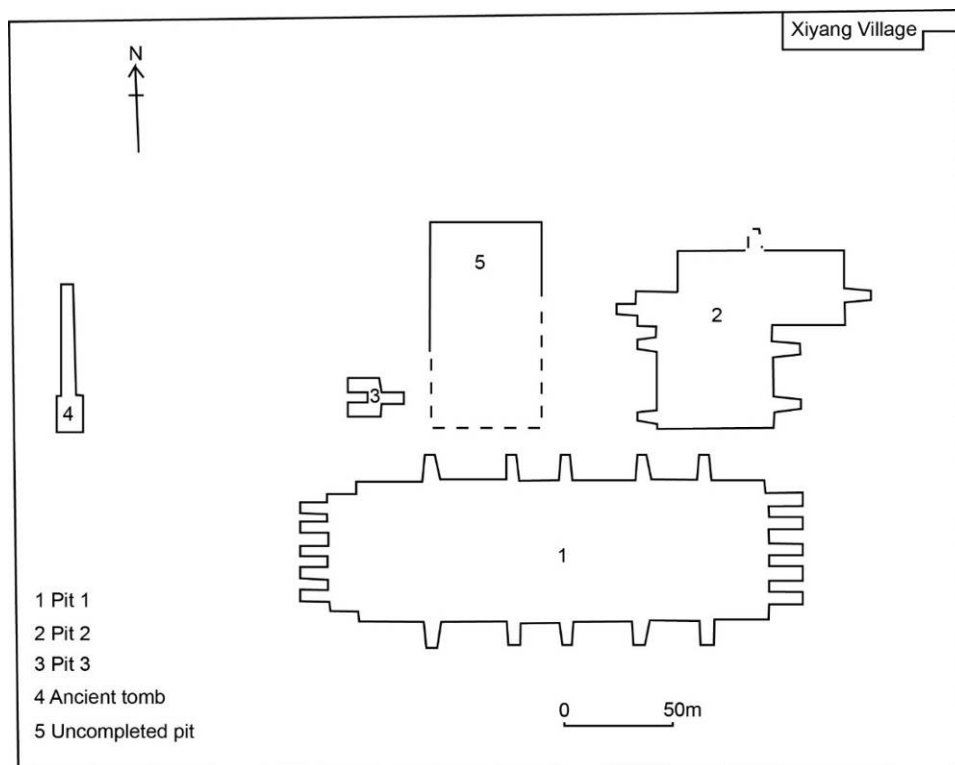 Xiyang Village
N
5
2
3
4
1
1 Pit 1
2 Pit 2
3 Pit 3
4 Ancient tomb
5 Uncompleted pit
0 50m